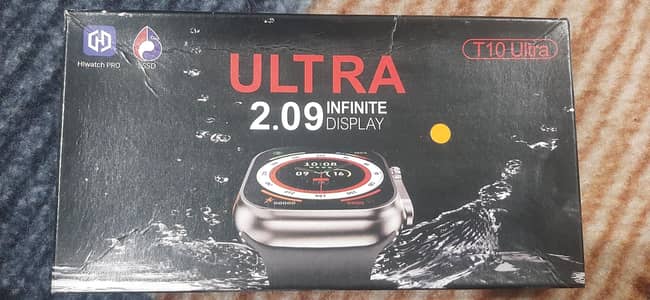 HIwatch PRO
ULTRA
2.09 INFINITE
DISPLAY
T10 Ultra
10:08